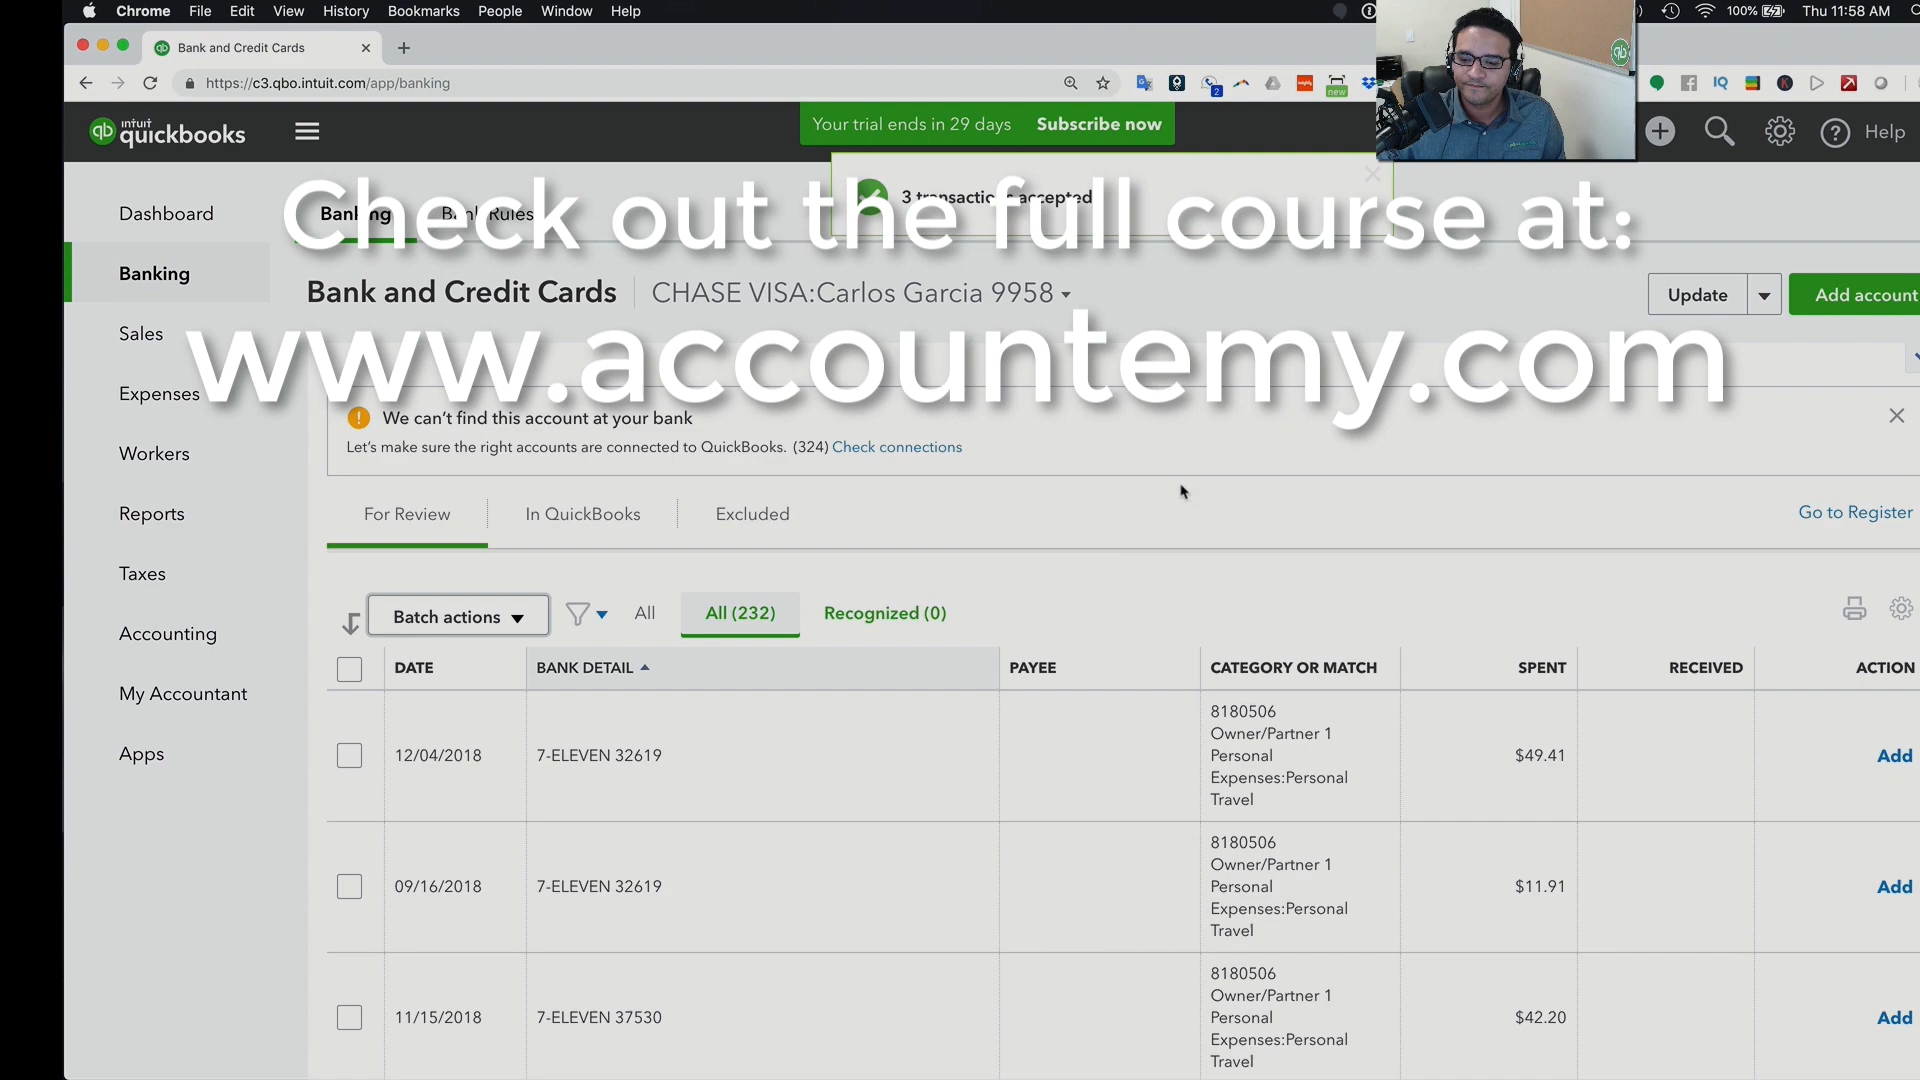 Chrome File Edit View History Bookmarks People Window Help
100% Thu 11:58 AM
Bank and Credit Cards
https://c3.qbo.intuit.com/app/banking
2
new
IQ
K
intuit
quickbooks
qb
Your trial ends in 29 days Subscribe now
Help
3 transactions accepted
Check out the full course at:
www.accountemy.com
Dashboard
Banking
Sales
Expenses
Workers
Reports
Taxes
Accounting
My Accountant
Apps
Banking Bank Rules
Bank and Credit Cards CHASE VISA:Carlos Garcia 9958
Update Add account
We can't find this account at your bank
Let's make sure the right accounts are connected to QuickBooks. (324) Check connections
For Review In QuickBooks Excluded Go to Register
Batch actions All All (232) Recognized (0)
DATE BANK DETAIL PAYEE CATEGORY OR MATCH SPENT RECEIVED ACTION
8180506
Owner/Partner 1
12/04/2018 7-ELEVEN 32619 Personal $49.41 Add
Expenses:Personal
Travel
8180506
Owner/Partner 1
09/16/2018 7-ELEVEN 32619 Personal $11.91 Add
Expenses:Personal
Travel
8180506
Owner/Partner 1
11/15/2018 7-ELEVEN 37530 Personal $42.20 Add
Expenses:Personal
Travel